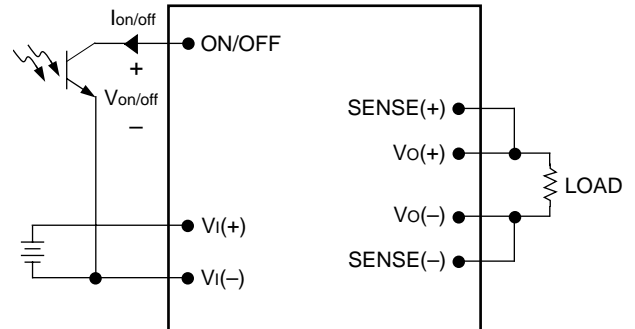 Ion/off
ON/OFF
+
Von/off
–
SENSE(+)
VO(+)
LOAD
VO(–)
VI(+)
SENSE(–)
VI(–)